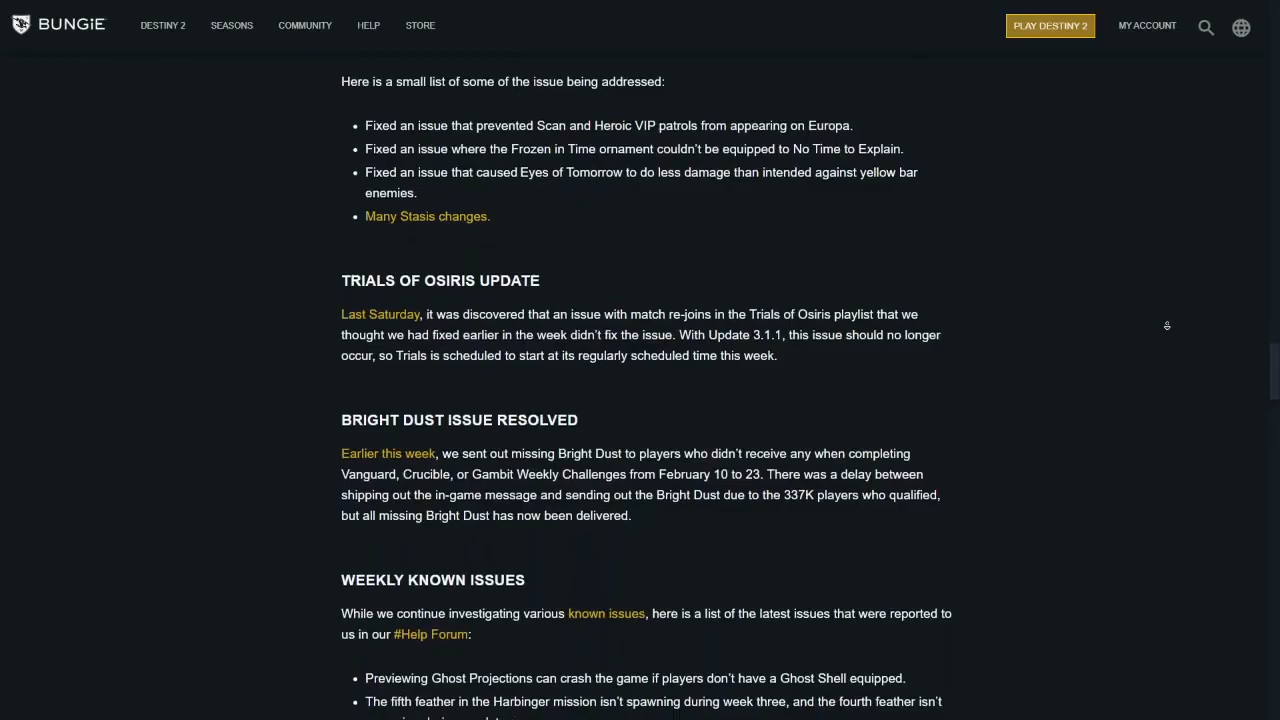 BUNGiE DESTINY 2 SEASONS COMMUNITY HELP STORE PLAY DESTINY 2 MY ACCOUNT
Here is a small list of some of the issue being addressed:
• Fixed an issue that prevented Scan and Heroic VIP patrols from appearing on Europa.
• Fixed an issue where the Frozen in Time ornament couldn’t be equipped to No Time to Explain.
• Fixed an issue that caused Eyes of Tomorrow to do less damage than intended against yellow bar
enemies.
• Many Stasis changes.
TRIALS OF OSIRIS UPDATE
Last Saturday, it was discovered that an issue with match re-joins in the Trials of Osiris playlist that we
thought we had fixed earlier in the week didn’t fix the issue. With Update 3.1.1, this issue should no longer
occur, so Trials is scheduled to start at its regularly scheduled time this week.
BRIGHT DUST ISSUE RESOLVED
Earlier this week, we sent out missing Bright Dust to players who didn’t receive any when completing
Vanguard, Crucible, or Gambit Weekly Challenges from February 10 to 23. There was a delay between
shipping out the in-game message and sending out the Bright Dust due to the 337K players who qualified,
but all missing Bright Dust has now been delivered.
WEEKLY KNOWN ISSUES
While we continue investigating various known issues, here is a list of the latest issues that were reported to
us in our #Help Forum:
• Previewing Ghost Projections can crash the game if players don’t have a Ghost Shell equipped.
• The fifth feather in the Harbinger mission isn’t spawning during week three, and the fourth feather isn’t